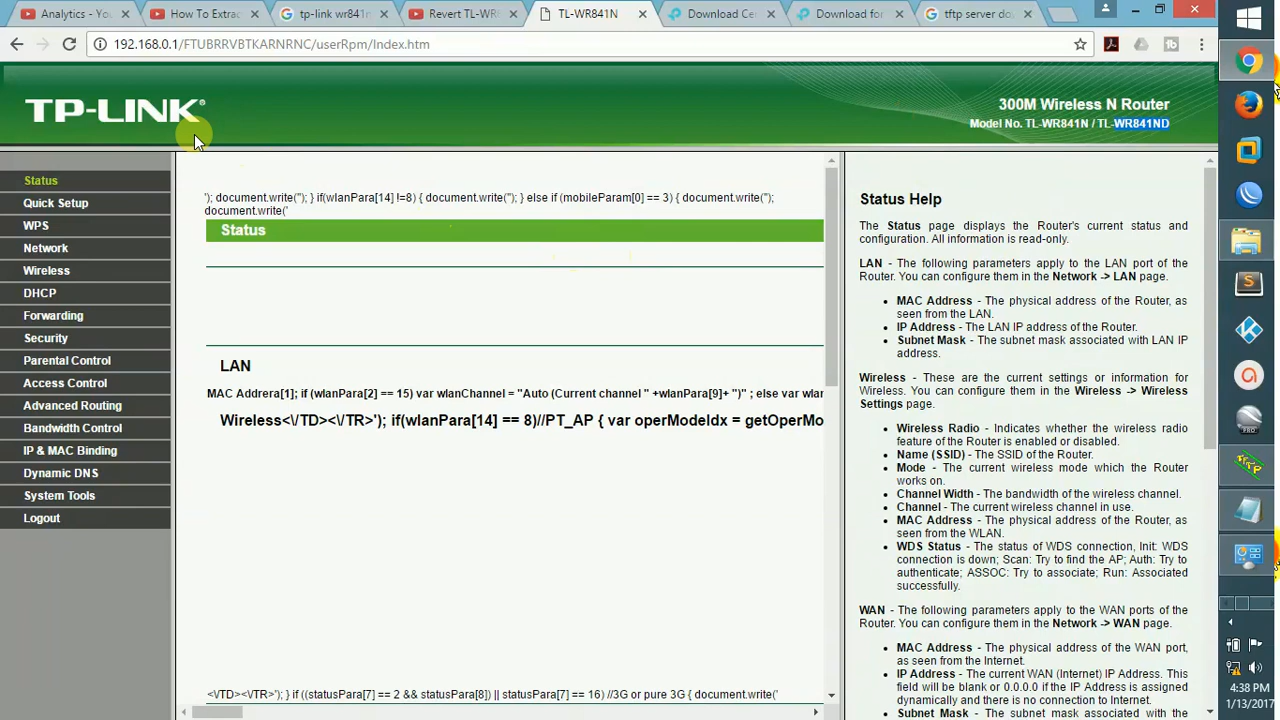 Analytics - You
How To Extrac
tp-link wr841n
Revert TL-WR
TL-WR841N
Download Cen
Download for
tftp server do
192.168.0.1/FTUBRRVBTKARNRNC/userRpm/Index.htm
TP-LINK®
300M Wireless N Router
Model No. TL-WR841N / TL-WR841ND
Status
Quick Setup
WPS
Network
Wireless
DHCP
Forwarding
Security
Parental Control
Access Control
Advanced Routing
Bandwidth Control
IP & MAC Binding
Dynamic DNS
System Tools
Logout
'); document.write(''); } if(wlanPara[14] !=8) { document.write(''); } else if (mobileParam[0] == 3) { document.write('');
document.write('
Status
LAN
MAC Addrera[1]; if (wlanPara[2] == 15) var wlanChannel = "Auto (Current channel " +wlanPara[9]+ ")" ; else var wlan
Wireless<\/TD><\/TR>'); if(wlanPara[14] == 8)//PT_AP { var operModeIdx = getOperMo
<\/TD><\/TR>'); } if ((statusPara[7] == 2 && statusPara[8]) || statusPara[7] == 16) //3G or pure 3G { document.write('
Status Help
The Status page displays the Router's current status and
configuration. All information is read-only.
LAN - The following parameters apply to the LAN port of the
Router. You can configure them in the Network -> LAN page.
MAC Address - The physical address of the Router, as
seen from the LAN.
IP Address - The LAN IP address of the Router.
Subnet Mask - The subnet mask associated with LAN IP
address.
Wireless - These are the current settings or information for
Wireless. You can configure them in the Wireless -> Wireless
Settings page.
Wireless Radio - Indicates whether the wireless radio
feature of the Router is enabled or disabled.
Name (SSID) - The SSID of the Router.
Mode - The current wireless mode which the Router
works on.
Channel Width - The bandwidth of the wireless channel.
Channel - The current wireless channel in use.
MAC Address - The physical address of the Router, as
seen from the WLAN.
WDS Status - The status of WDS connection, Init: WDS
connection is down; Scan: Try to find the AP; Auth: Try to
authenticate; ASSOC: Try to associate; Run: Associated
successfully.
WAN - The following parameters apply to the WAN ports of the
Router. You can configure them in the Network -> WAN page.
MAC Address - The physical address of the WAN port,
as seen from the Internet.
IP Address - The current WAN (Internet) IP Address. This
field will be blank or 0.0.0.0 if the IP Address is assigned
dynamically and there is no connection to Internet.
Subnet Mask - The subnet mask associated with the
4:38 PM
1/13/2017